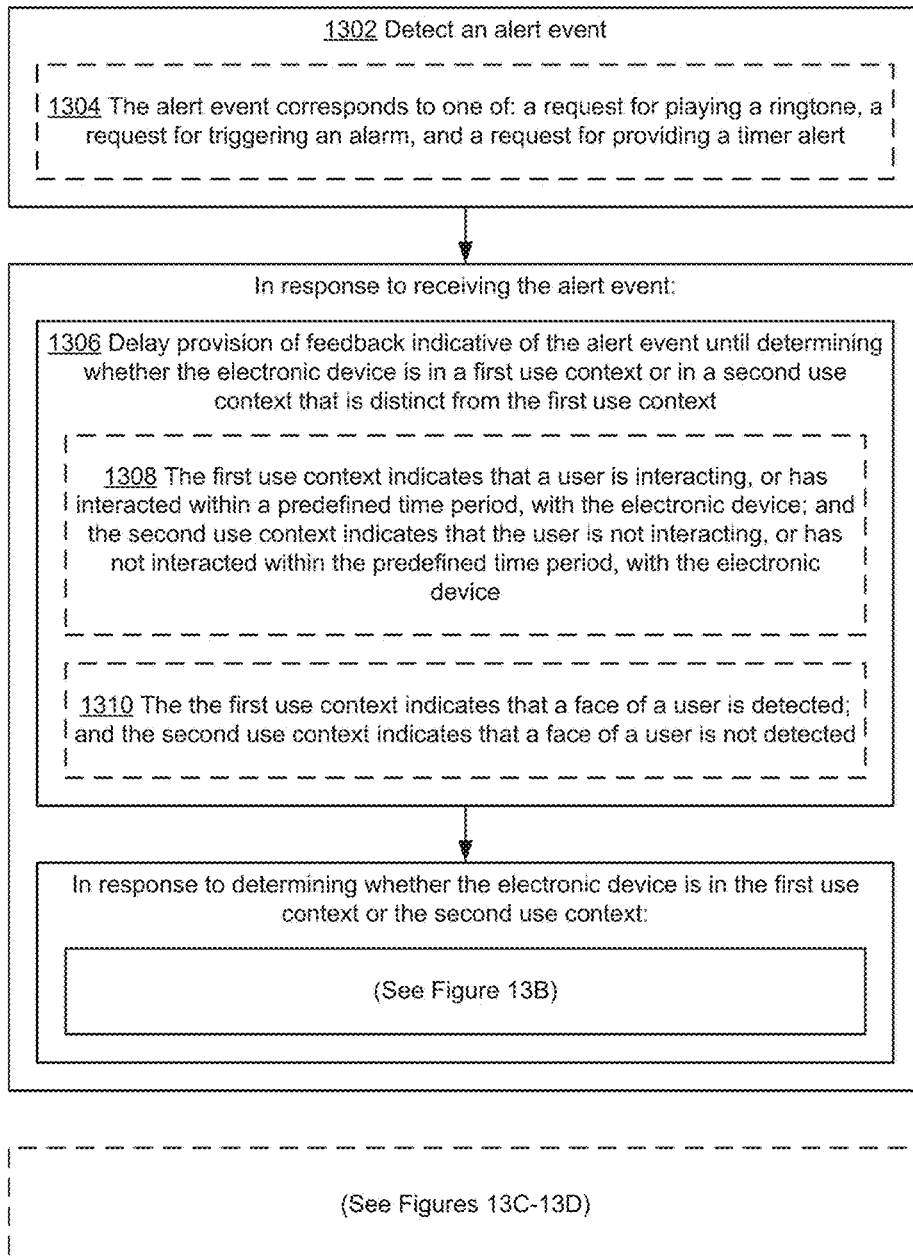 1302 Detect an alert event
1304 The alert event corresponds to one of: a request for playing a ringtone, a
request for triggering an alarm, and a request for providing a timer alert
In response to receiving the alert event:
1306 Delay provision of feedback indicative of the alert event until determining
whether the electronic device is in a first use context or in a second use
context that is distinct from the first use context
1308 The first use context indicates that a user is interacting, or has
interacted within a predefined time period, with the electronic device; and
the second use context indicates that the user is not interacting, or has
not interacted within the predefined time period, with the electronic
device
1310 The the first use context indicates that a face of a user is detected;
and the second use context indicates that a face of a user is not detected
In response to determining whether the electronic device is in the first use
context or the second use context:
(See Figure 13B)
(See Figures 13C-13D)